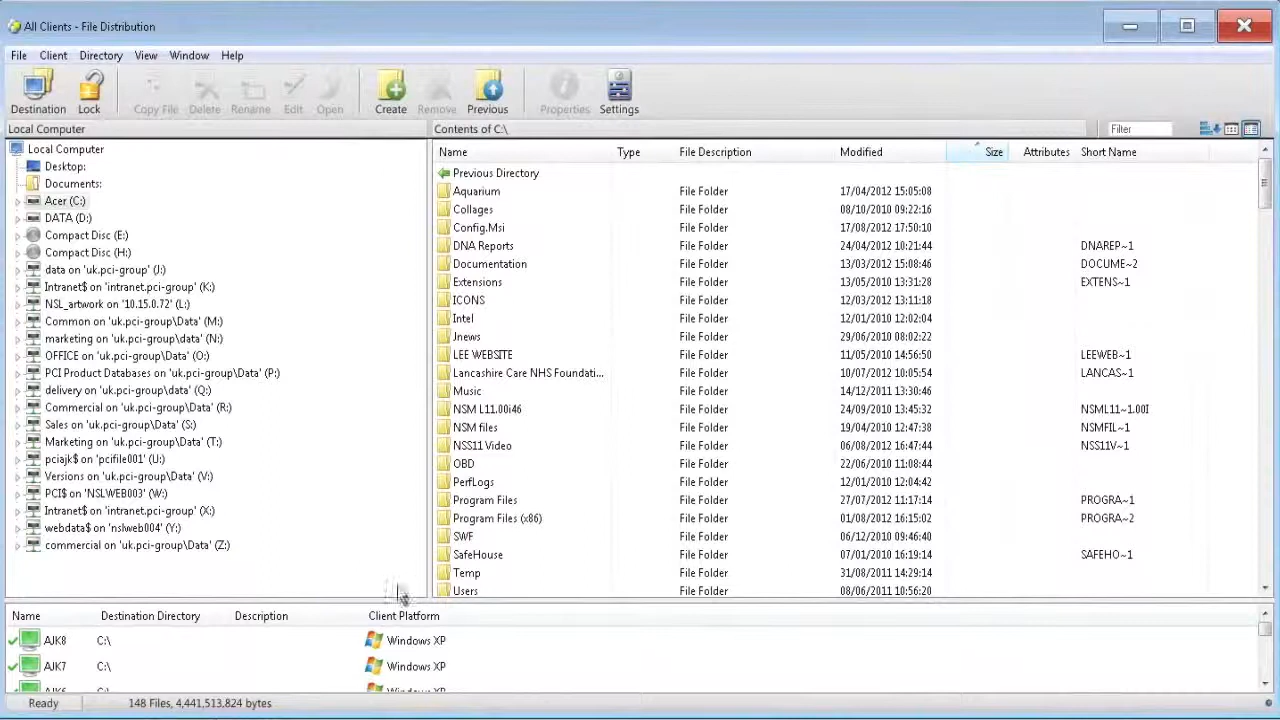 All Clients - File Distribution
File Client Directory View Window Help
Destination Lock Copy File Delete Rename Edit Open Create Remove Previous Properties Settings
Local Computer
Contents of C:\
Filter
Local Computer
Desktop:
Documents:
Acer (C:)
DATA (D:)
Compact Disc (E:)
Compact Disc (H:)
data on 'uk.pci-group' (J:)
Intranet$ on 'intranet.pci-group' (K:)
NSL_artwork on '10.15.0.72' (L:)
Common on 'uk.pci-group\Data' (M:)
marketing on 'uk.pci-group\data' (N:)
OFFICE on 'uk.pci-group\Data' (O:)
PCI Product Databases on 'uk.pci-group\Data' (P:)
delivery on 'uk.pci-group\data' (Q:)
Commercial on 'uk.pci-group\Data' (R:)
Sales on 'uk.pci-group\Data' (S:)
Marketing on 'uk.pci-group\Data' (T:)
pciajk$ on 'pcifile001' (U:)
Versions on 'uk.pci-group\Data' (V:)
PCI$ on 'NSLWEB003' (W:)
Intranet$ on 'intranet.pci-group' (X:)
webdata$ on 'nslweb004' (Y:)
commercial on 'uk.pci-group\Data' (Z:)
Name Type File Description Modified Size Attributes Short Name
Previous Directory
Aquarium File Folder 17/04/2012 15:05:08
Collages File Folder 08/10/2010 09:22:16
Config.Msi File Folder 17/08/2012 17:50:10
DNA Reports File Folder 24/04/2012 10:21:44 DNAREP~1
Documentation File Folder 13/03/2012 15:08:46 DOCUME~2
Extensions File Folder 13/05/2010 13:31:28 EXTENS~1
ICONS File Folder 12/03/2012 13:11:18
Intel File Folder 12/01/2010 12:02:04
Jnews File Folder 29/06/2010 08:02:22
LEEWEBSITE File Folder 11/05/2010 14:56:50 LEEWEB~1
Lancashire Care NHS Foundati... File Folder 10/07/2012 10:05:54 LANCAS~1
Music File Folder 14/12/2011 13:30:46
NSM L11.00i46 File Folder 24/09/2010 13:45:32 NSML11~1.00I
NSM files File Folder 19/04/2010 12:47:38 NSMFIL~1
NSS11 Video File Folder 06/08/2012 16:47:44 NSS11V~1
OBD File Folder 22/06/2010 11:08:44
PerfLogs File Folder 12/01/2010 12:04:42
Program Files File Folder 27/07/2012 11:17:14 PROGRA~1
Program Files (x86) File Folder 01/08/2012 16:15:02 PROGRA~2
SWF File Folder 06/12/2010 09:46:40
SafeHouse File Folder 07/01/2010 16:19:14 SAFEHO~1
Temp File Folder 31/08/2011 14:29:14
Users File Folder 08/06/2011 10:56:20
Name Destination Directory Description Client Platform
AJK8 C:\ Windows XP
AJK7 C:\ Windows XP
Windows XP
Ready 148 Files, 4,441,513,824 bytes